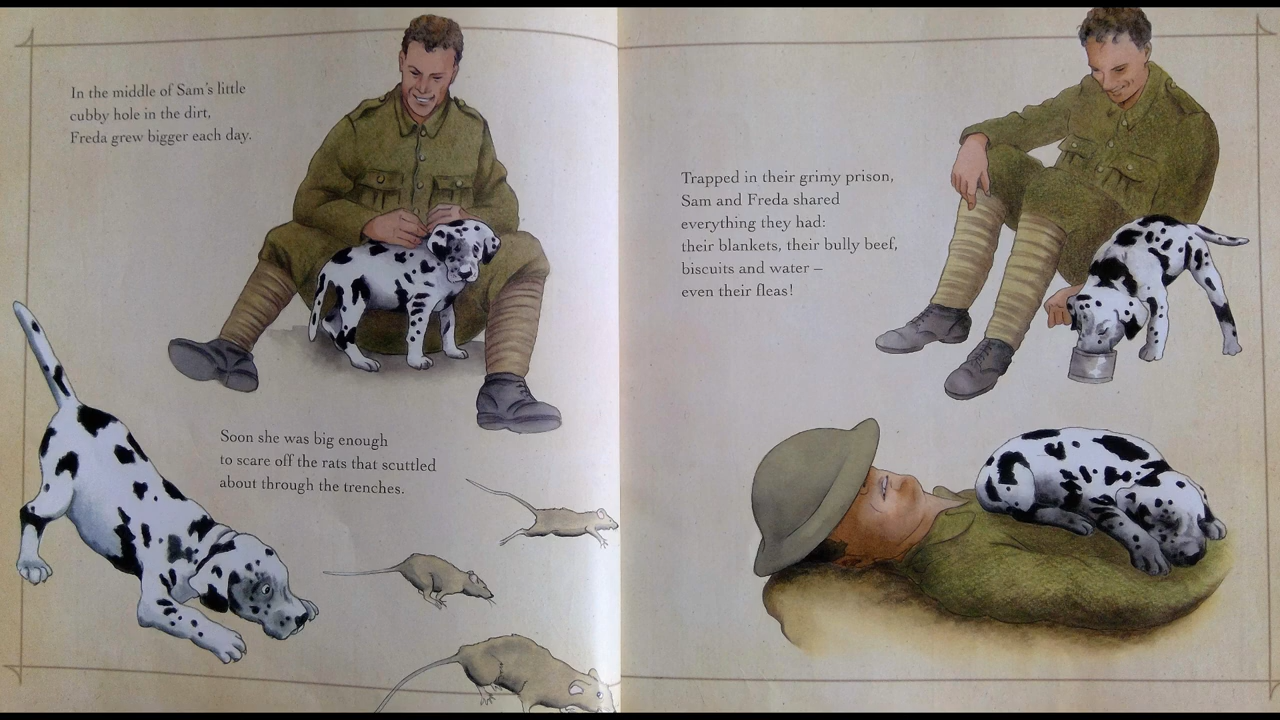 In the middle of Sam's little
cubby hole in the dirt,
Freda grew bigger each day.
Soon she was big enough
to scare off the rats that scuttled
about through the trenches.
Trapped in their grimy prison,
Sam and Freda shared
everything they had:
their blankets, their bully beef,
biscuits and water –
even their fleas!